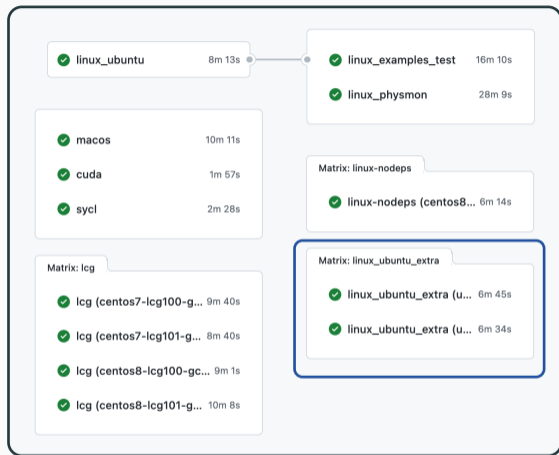 linux_ubuntu 8m 13s
linux_examples_test 16m 10s
linux_physmon 28m 9s
macos 10m 11s
cuda 1m 57s
sycl 2m 28s
Matrix: linux-nodeps
linux-nodeps (centos8... 6m 14s
Matrix: lcg
lcg (centos7-lcg100-g... 9m 40s
lcg (centos7-lcg101-g... 8m 40s
lcg (centos8-lcg100-gc... 9m 1s
lcg (centos8-lcg101-g... 10m 8s
Matrix: linux_ubuntu_extra
linux_ubuntu_extra (u... 6m 45s
linux_ubuntu_extra (u... 6m 34s